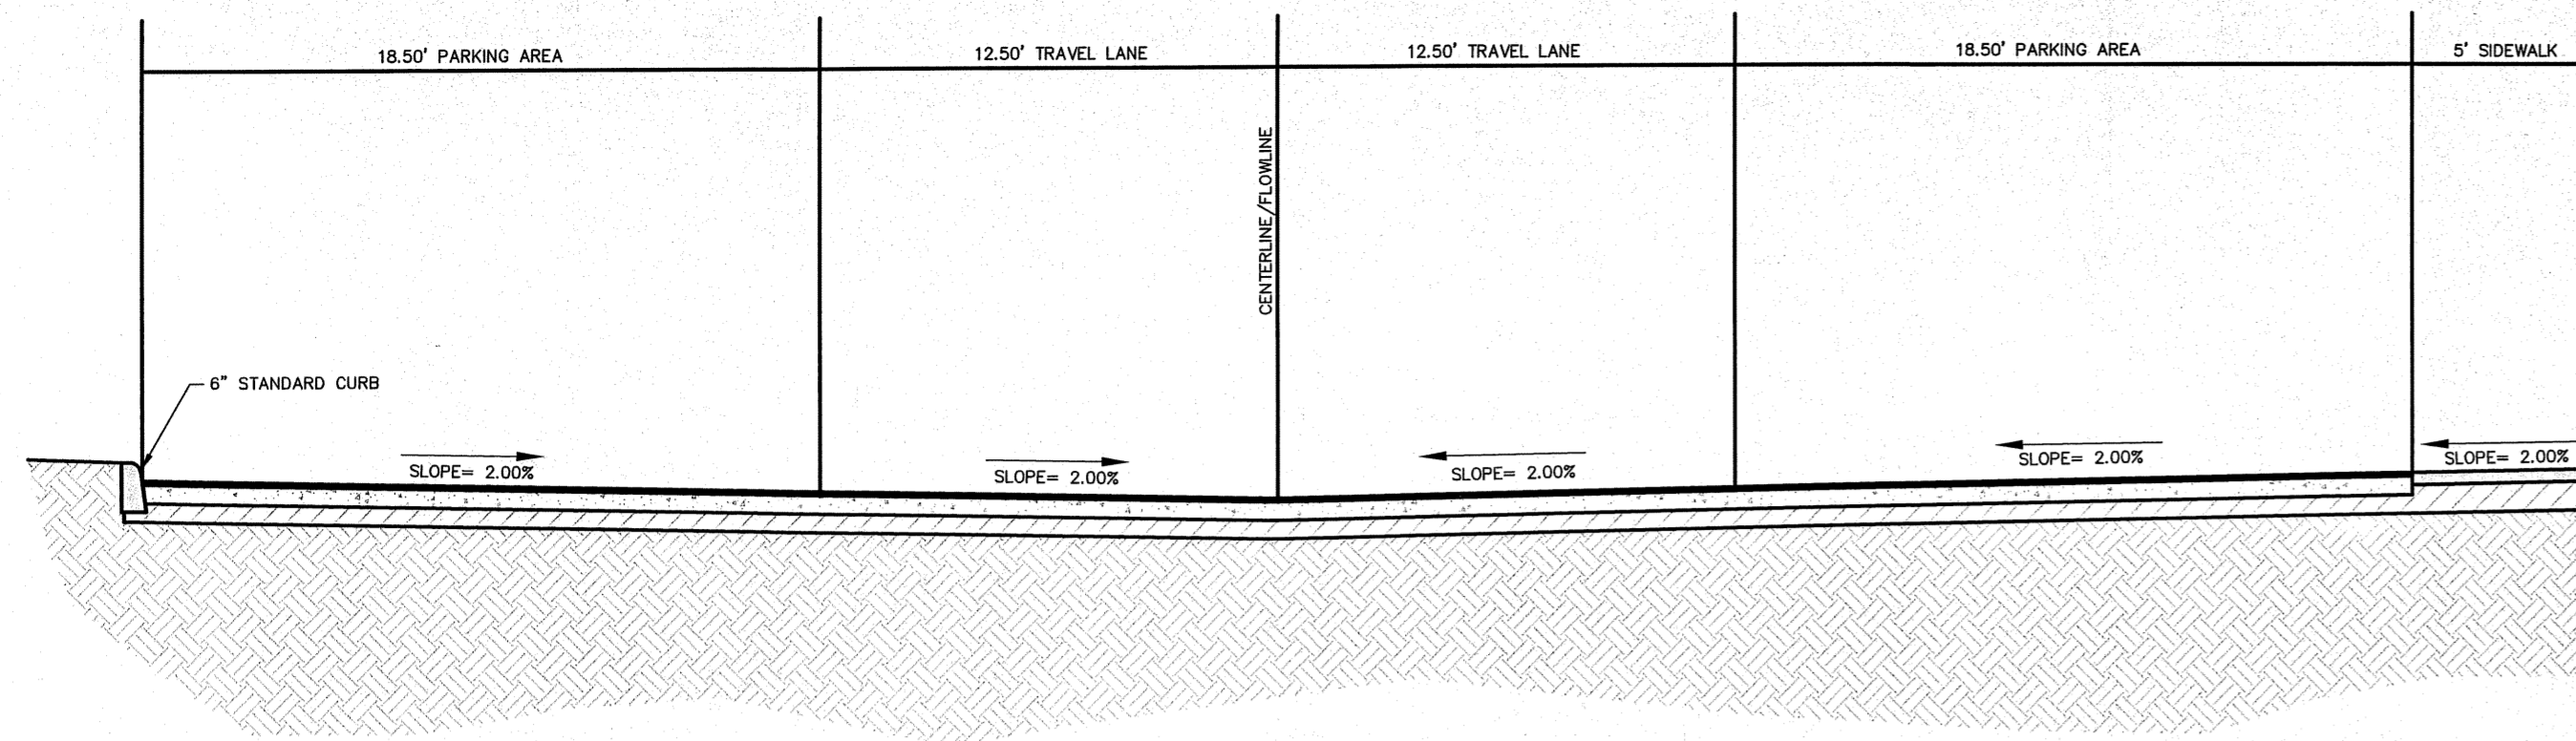 18.50' PARKING AREA
12.50' TRAVEL LANE
12.50' TRAVEL LANE
18.50' PARKING AREA
5' SIDEWALK
CENTERLINE/FLOWLINE
6" STANDARD CURB
SLOPE= 2.00%
SLOPE= 2.00%
SLOPE= 2.00%
SLOPE= 2.00%
SLOPE= 2.00%